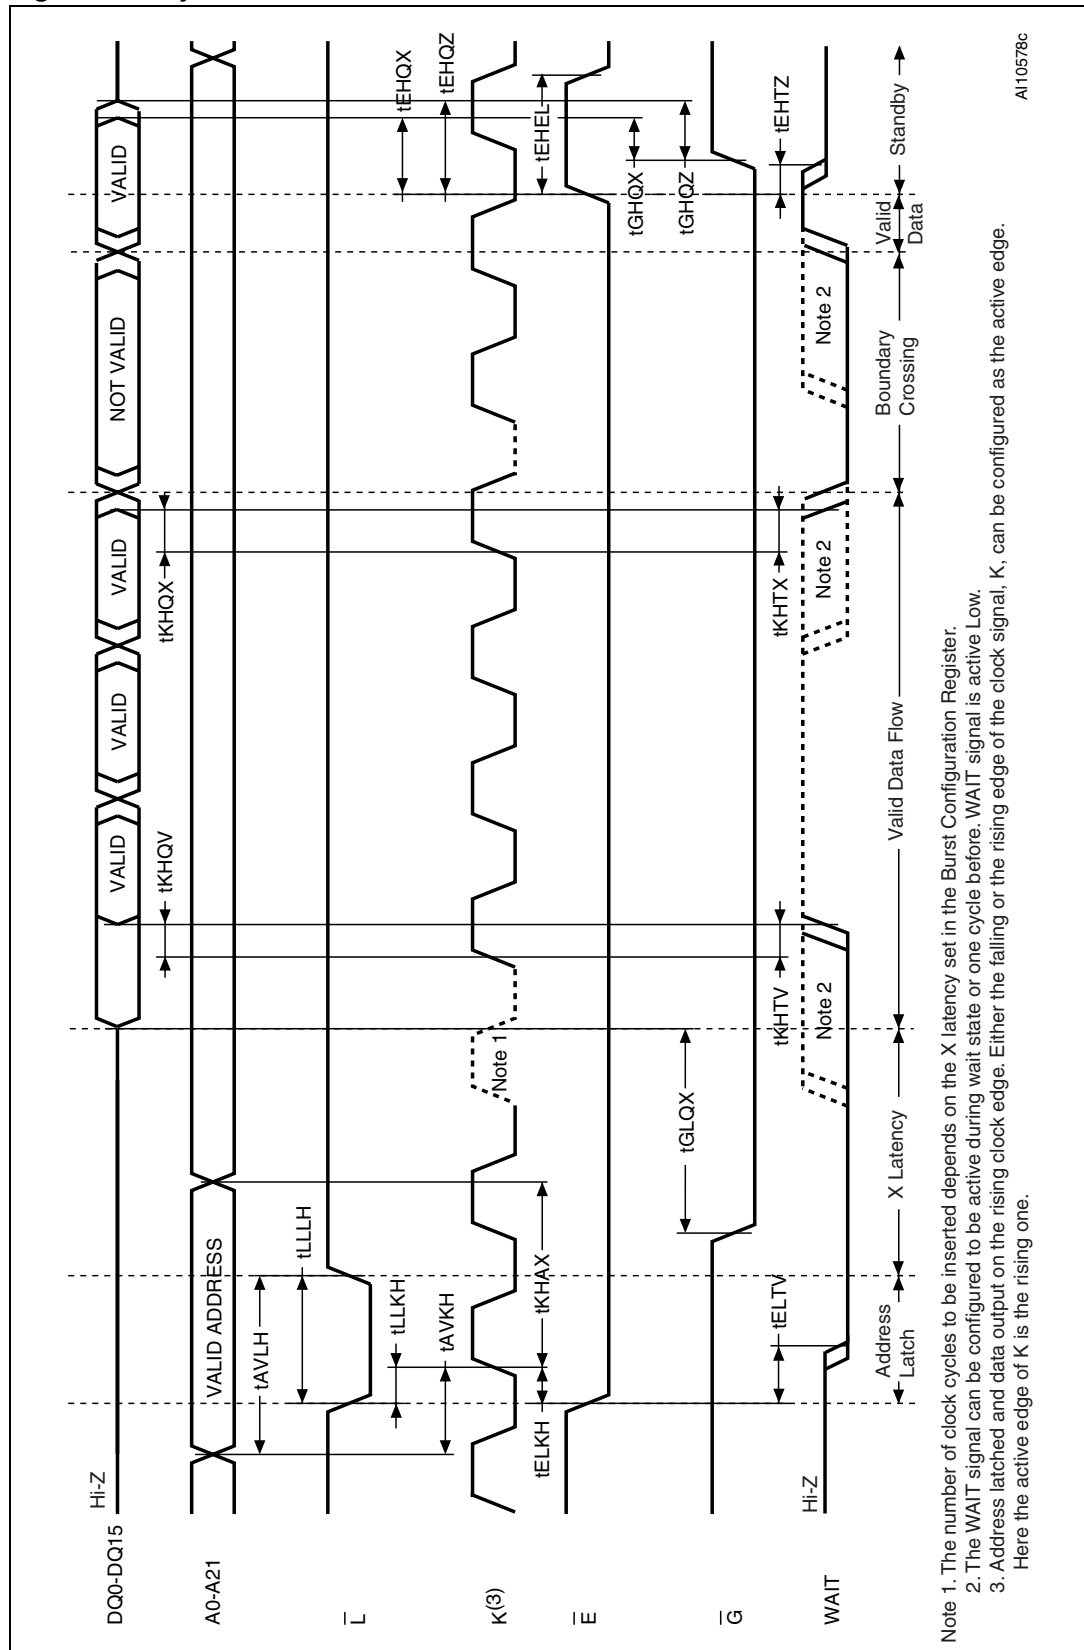 DQ0-DQ15
Hi-Z
VALID
VALID
VALID
NOT VALID
VALID
tKHQV
tKHQX
A0-A21
VALID ADDRESS
tAVLH
tLLLH
L
tLLKH
tAVKH
tEHQX
tEHQZ
K(3)
Note 1
tELKH
tKHAX
tEHEL
E
tGHQX
tGHQZ
G
tGLQX
tELTV
tKHTV
tKHTX
tEHTZ
WAIT
Hi-Z
Note 2
Note 2
Note 2
Address
Latch
X Latency
Valid Data Flow
Boundary
Crossing
Valid
Data
Standby
Note 1. The number of clock cycles to be inserted depends on the X latency set in the Burst Configuration Register.
2. The WAIT signal can be configured to be active during wait state or one cycle before. WAIT signal is active Low.
3. Address latched and data output on the rising clock edge. Either the falling or the rising edge of the clock signal, K, can be configured as the active edge.
Here the active edge of K is the rising one.
AI10578c